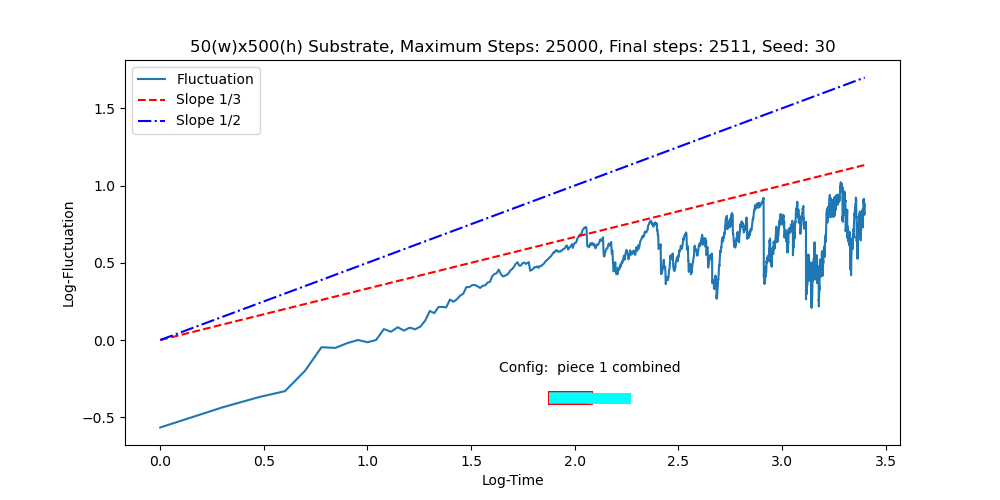 50(w)x500(h) Substrate, Maximum Steps: 25000, Final steps: 2511, Seed: 30
Fluctuation
Slope 1/3
Slope 1/2
Log-Fluctuation
1.5
1.0
0.5
0.0
−0.5
Config:  piece 1 combined
0.0 0.5 1.0 1.5 2.0 2.5 3.0 3.5
Log-Time